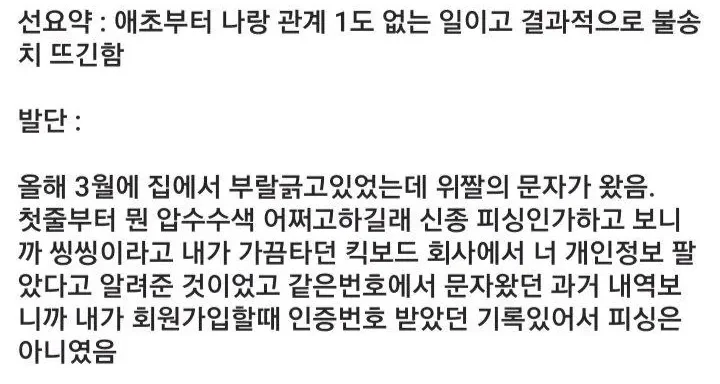 선요약 : 애초부터 나랑 관계 1도 없는 일이고 결과적으로 불송
치 뜨긴함
발단 :
올해 3월에 집에서 부랄긁고있었는데 위짤의 문자가 왔음.
첫줄부터 뭔 압수수색 어쩌고하길래 신종 피싱인가하고 보니
까 씽씽이라고 내가 가끔타던 킥보드 회사에서 너 개인정보 팔
았다고 알려준 것이었고 같은번호에서 문자왔던 과거 내역보
니까 내가 회원가입할때 인증번호 받았던 기록있어서 피싱은
아니였음